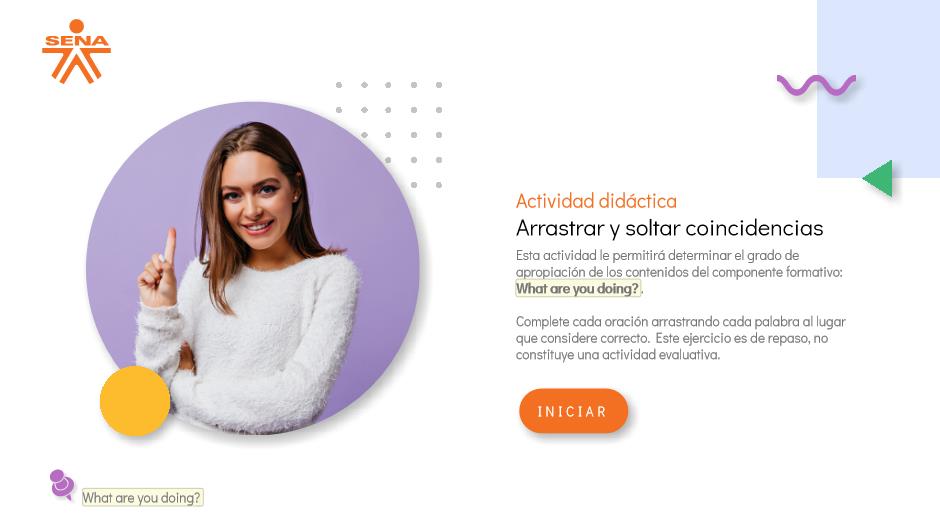 SENA
Actividad didáctica
Arrastrar y soltar coincidencias
Esta actividad le permitirá determinar el grado de
apropiación de los contenidos del componente formativo:
What are you doing?.
Complete cada oración arrastrando cada palabra al lugar
que considere correcto. Este ejercicio es de repaso, no
constituye una actividad evaluativa.
INICIAR
What are you doing?